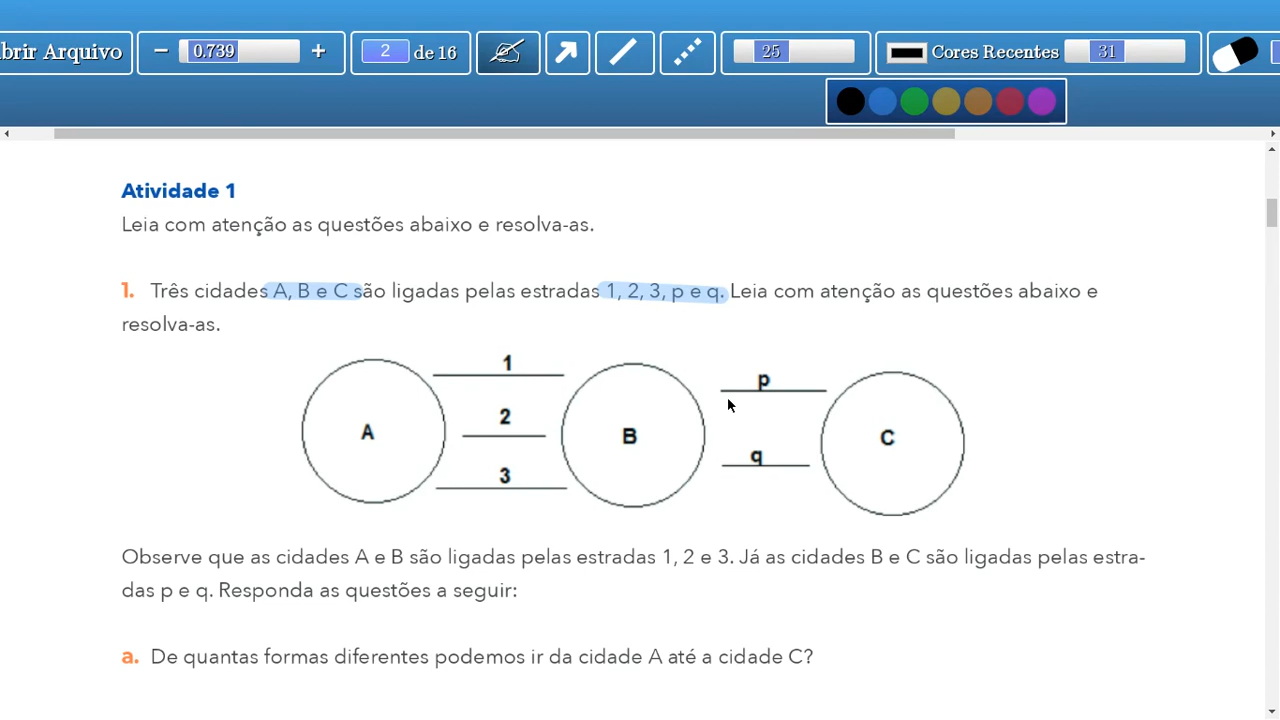 brir Arquivo
− 0.739 +
2 de 16
25
Cores Recentes 31
Atividade 1
Leia com atenção as questões abaixo e resolva-as.
1. Três cidades A, B e C são ligadas pelas estradas 1, 2, 3, p e q. Leia com atenção as questões abaixo e
resolva-as.
1
p
2
A
B
C
q
3
Observe que as cidades A e B são ligadas pelas estradas 1, 2 e 3. Já as cidades B e C são ligadas pelas estra-
das p e q. Responda as questões a seguir:
a. De quantas formas diferentes podemos ir da cidade A até a cidade C?